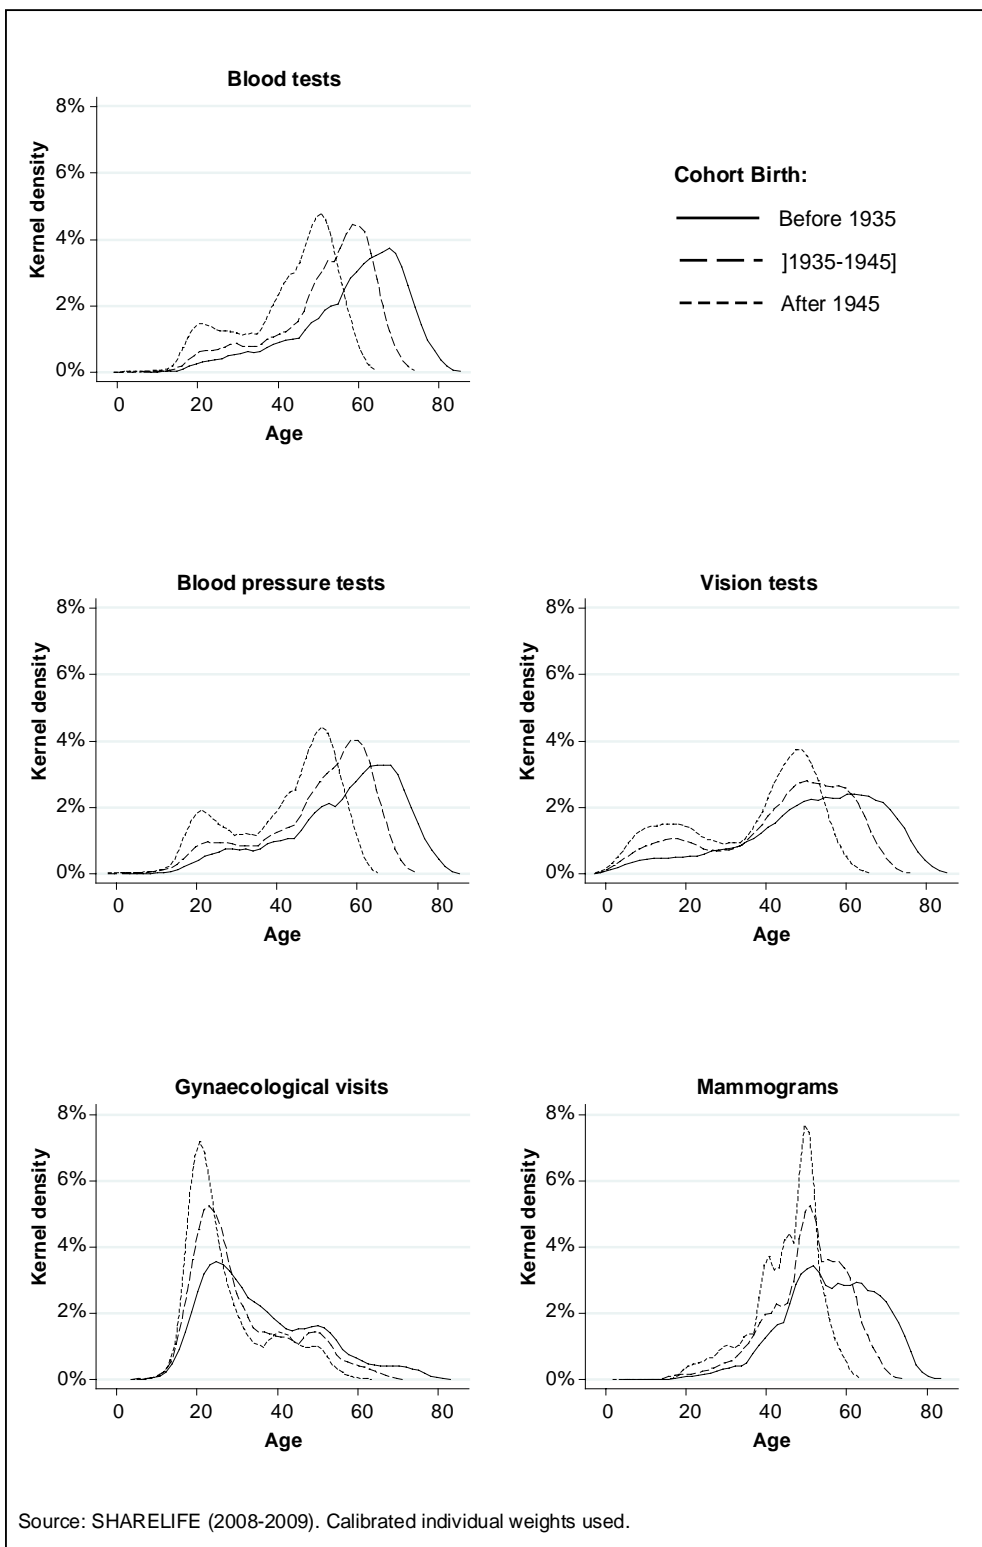 Blood tests
8%
6%
4%
2%
0%
Kernel density
0 20 40 60 80
Age
Cohort Birth:
Before 1935
]1935-1945]
After 1945
Blood pressure tests
8%
6%
4%
2%
0%
Kernel density
0 20 40 60 80
Age
Vision tests
8%
6%
4%
2%
0%
Kernel density
0 20 40 60 80
Age
Gynaecological visits
8%
6%
4%
2%
0%
Kernel density
0 20 40 60 80
Age
Mammograms
8%
6%
4%
2%
0%
Kernel density
0 20 40 60 80
Age
Source: SHARELIFE (2008-2009). Calibrated individual weights used.